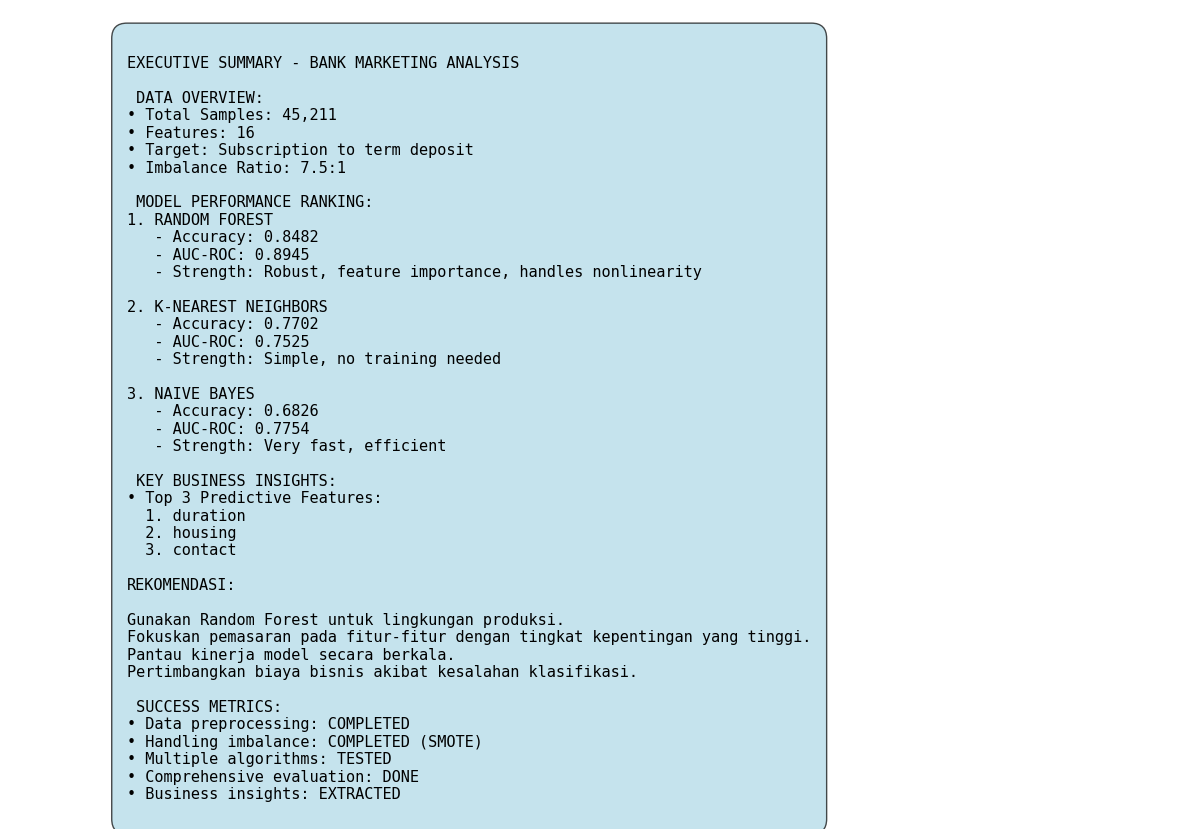 EXECUTIVE SUMMARY - BANK MARKETING ANALYSIS
DATA OVERVIEW:
• Total Samples: 45,211
• Features: 16
• Target: Subscription to term deposit
• Imbalance Ratio: 7.5:1
MODEL PERFORMANCE RANKING:
1. RANDOM FOREST
- Accuracy: 0.8482
- AUC-ROC: 0.8945
- Strength: Robust, feature importance, handles nonlinearity
2. K-NEAREST NEIGHBORS
- Accuracy: 0.7702
- AUC-ROC: 0.7525
- Strength: Simple, no training needed
3. NAIVE BAYES
- Accuracy: 0.6826
- AUC-ROC: 0.7754
- Strength: Very fast, efficient
KEY BUSINESS INSIGHTS:
• Top 3 Predictive Features:
1. duration
2. housing
3. contact
REKOMENDASI:
Gunakan Random Forest untuk lingkungan produksi.
Fokuskan pemasaran pada fitur-fitur dengan tingkat kepentingan yang tinggi.
Pantau kinerja model secara berkala.
Pertimbangkan biaya bisnis akibat kesalahan klasifikasi.
SUCCESS METRICS:
• Data preprocessing: COMPLETED
• Handling imbalance: COMPLETED (SMOTE)
• Multiple algorithms: TESTED
• Comprehensive evaluation: DONE
• Business insights: EXTRACTED